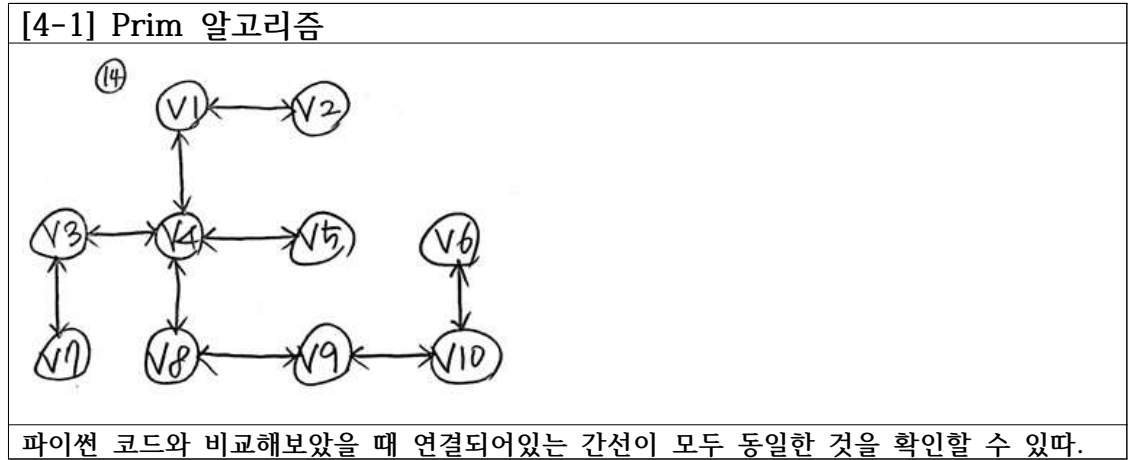 [4-1] Prim 알고리즘
⑭
V1 V2
V3 V4 V5 V6
V7 V8 V9 V10
파이썬 코드와 비교해보았을 때 연결되어있는 간선이 모두 동일한 것을 확인할 수 있따.